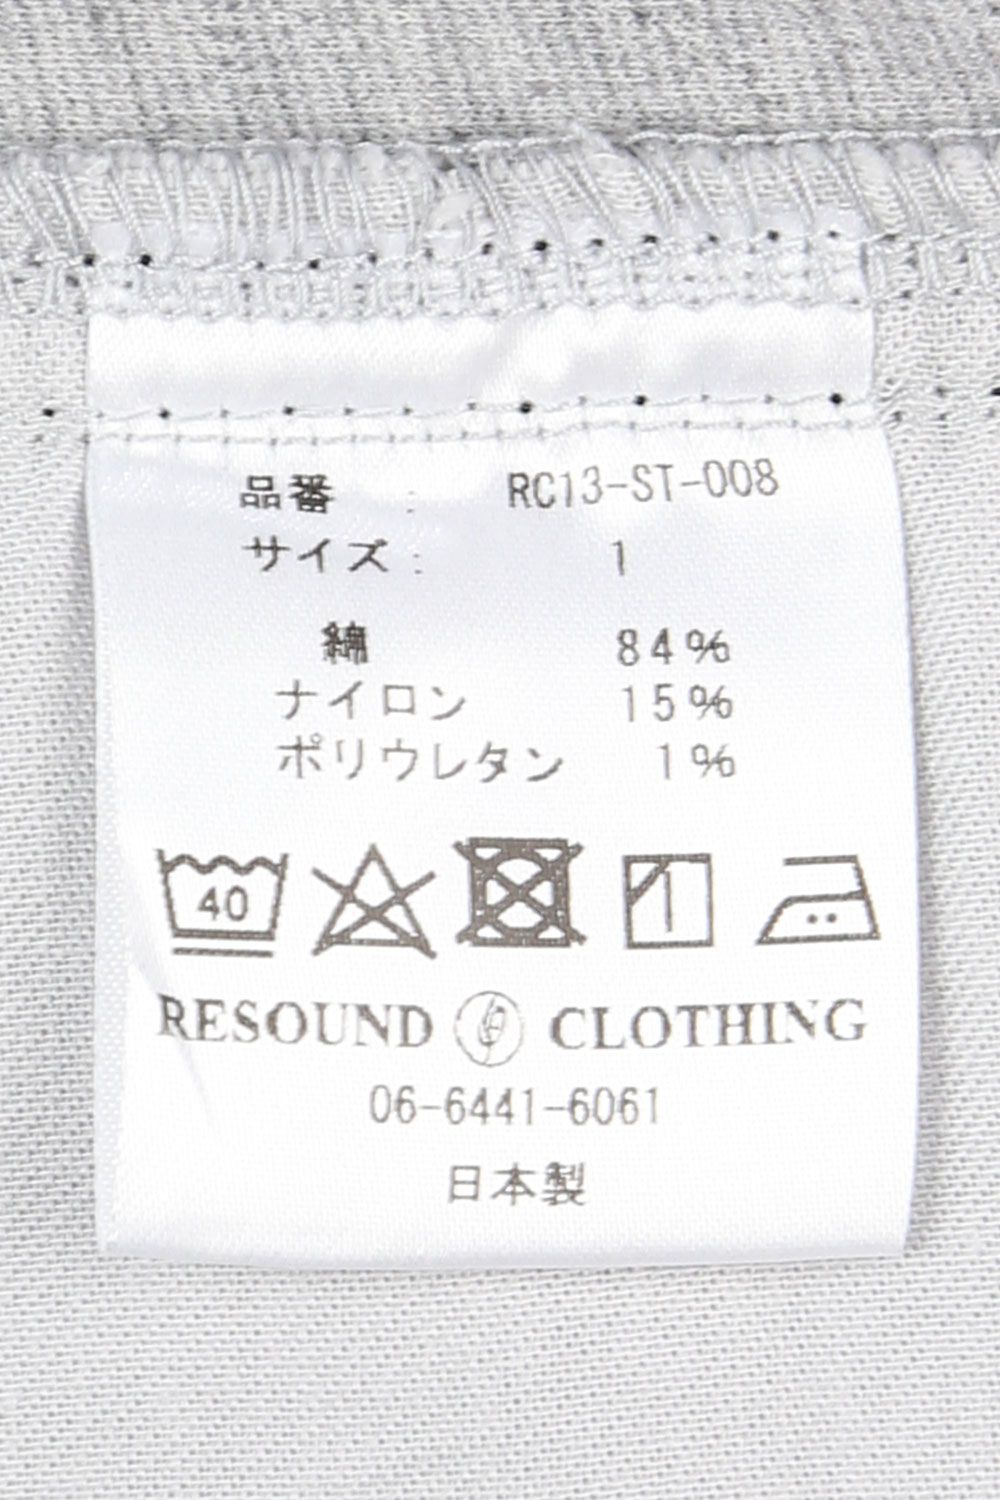 品番 : RC13-ST-008
サイズ : 1
綿 84%
ナイロン 15%
ポリウレタン 1%
40
RESOUND CLOTHING
06-6441-6061
日本製